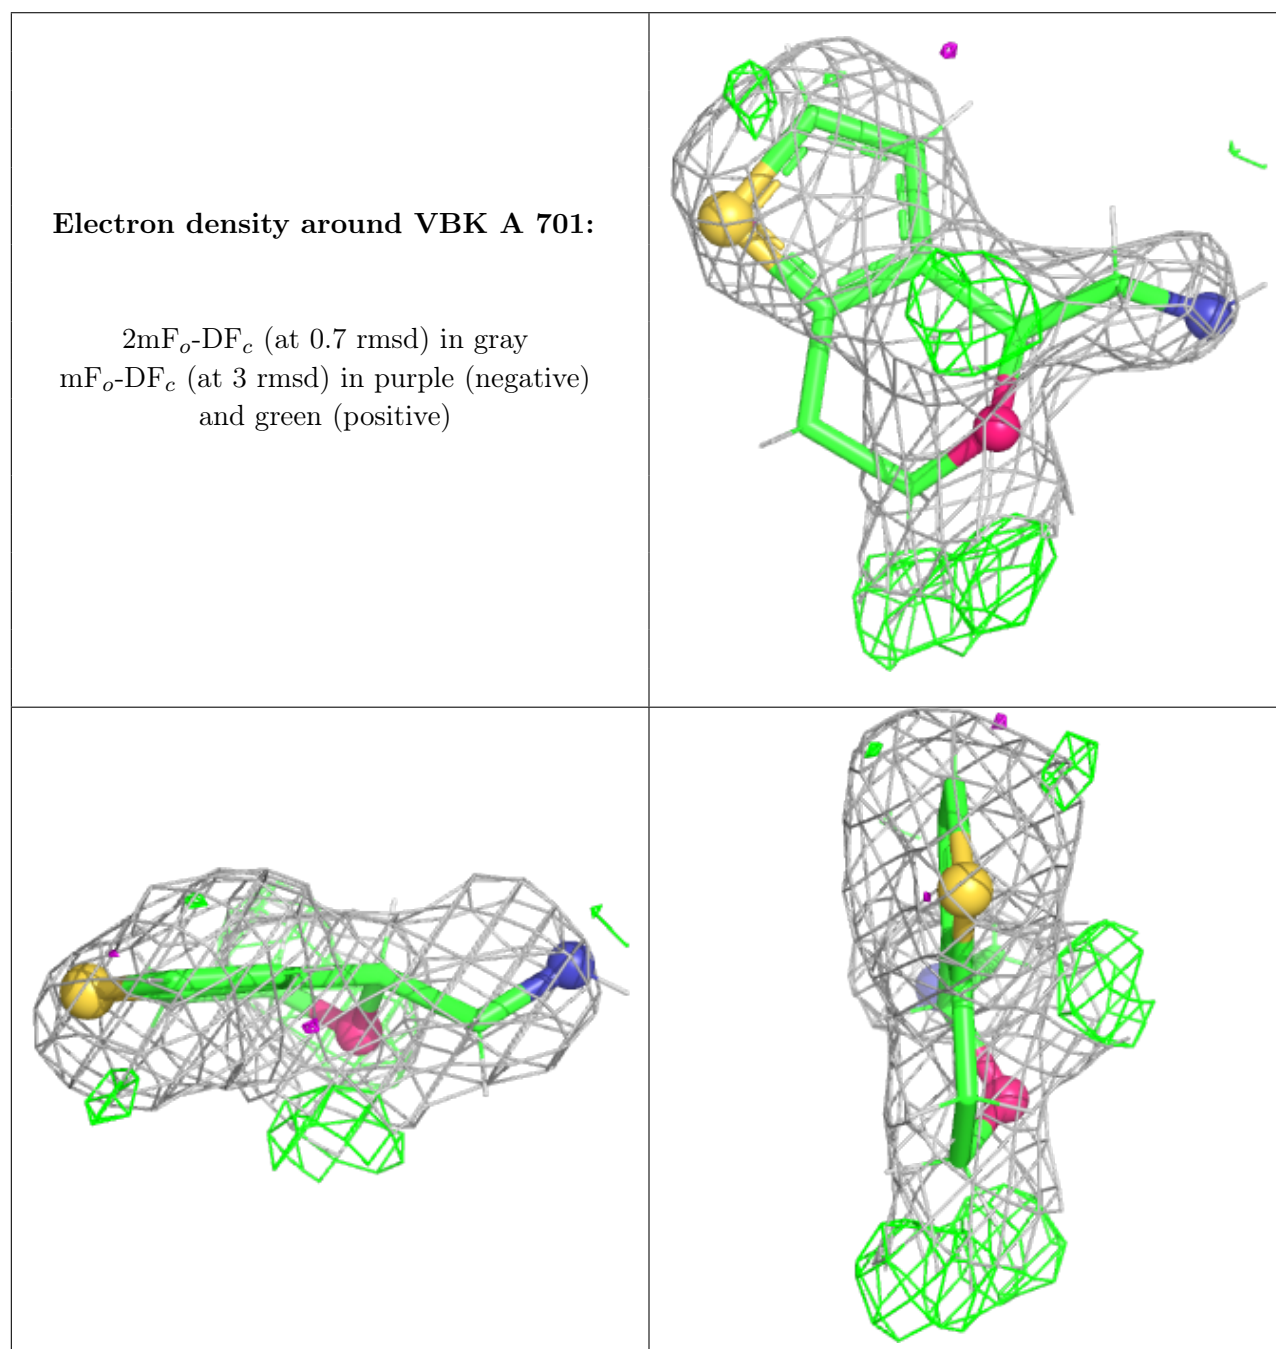 Electron density around VBK A 701:
2mFo-DFc (at 0.7 rmsd) in gray
mFo-DFc (at 3 rmsd) in purple (negative)
and green (positive)